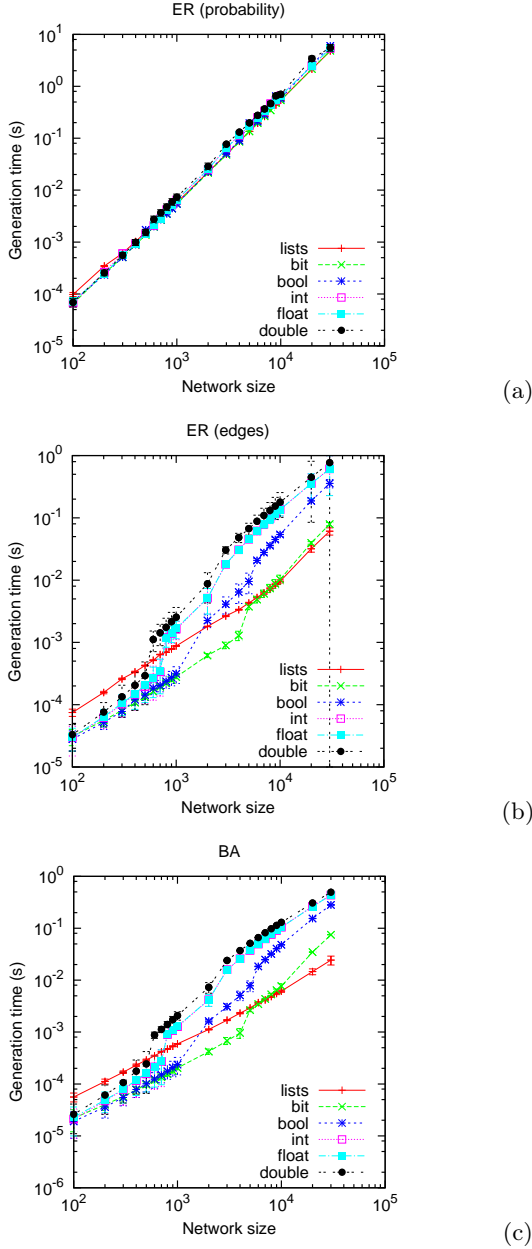 ER (probability)
Generation time (s)
10^1
10^0
10^-1
10^-2
10^-3
10^-4
10^-5
lists
bit
bool
int
float
double
10^2 10^3 10^4 10^5
Network size
(a)
ER (edges)
Generation time (s)
10^0
10^-1
10^-2
10^-3
10^-4
10^-5
lists
bit
bool
int
float
double
10^2 10^3 10^4 10^5
Network size
(b)
BA
Generation time (s)
10^0
10^-1
10^-2
10^-3
10^-4
10^-5
10^-6
lists
bit
bool
int
float
double
10^2 10^3 10^4 10^5
Network size
(c)